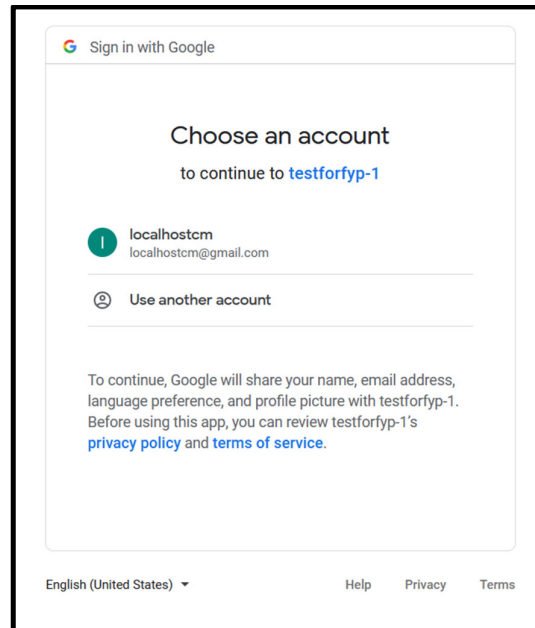 Sign in with Google
Choose an account
to continue to testforfyp-1
l
localhostcm
localhostcm@gmail.com
Use another account
To continue, Google will share your name, email address,
language preference, and profile picture with testforfyp-1.
Before using this app, you can review testforfyp-1's
privacy policy and terms of service.
English (United States)
Help Privacy Terms